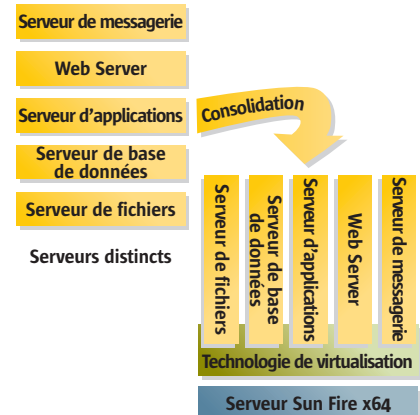 Serveur de messagerie
Web Server
Serveur d’applications
Serveur de base
de données
Serveur de fichiers
Serveurs distincts
Consolidation
Serveur de fichiers
Serveur de base
de données
Serveur d’applications
Web Server
Serveur de messagerie
Technologie de virtualisation
Serveur Sun Fire x64